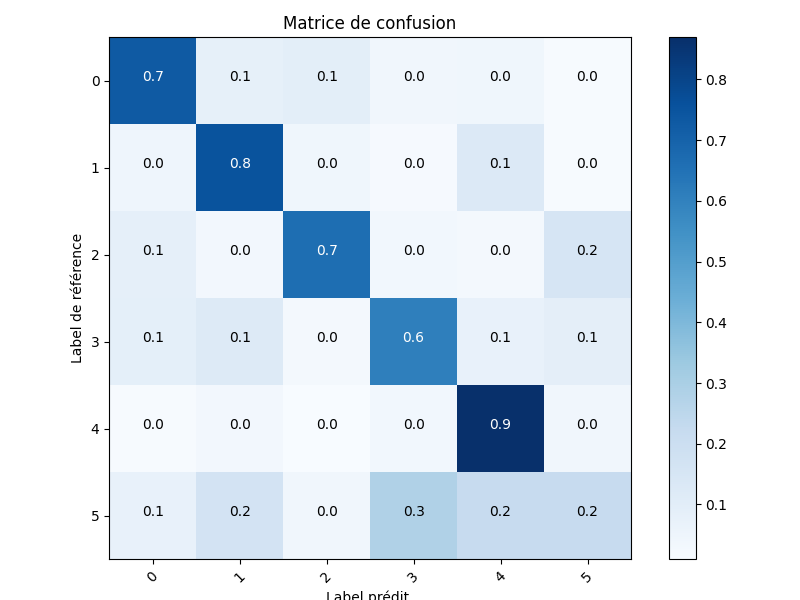 Matrice de confusion
0 0.7 0.1 0.1 0.0 0.0 0.0
1 0.0 0.8 0.0 0.0 0.1 0.0
2 0.1 0.0 0.7 0.0 0.0 0.2
3 0.1 0.1 0.0 0.6 0.1 0.1
4 0.0 0.0 0.0 0.0 0.9 0.0
5 0.1 0.2 0.0 0.3 0.2 0.2
0 1 2 3 4 5
Label de référence
Label prédit
0.8
0.7
0.6
0.5
0.4
0.3
0.2
0.1